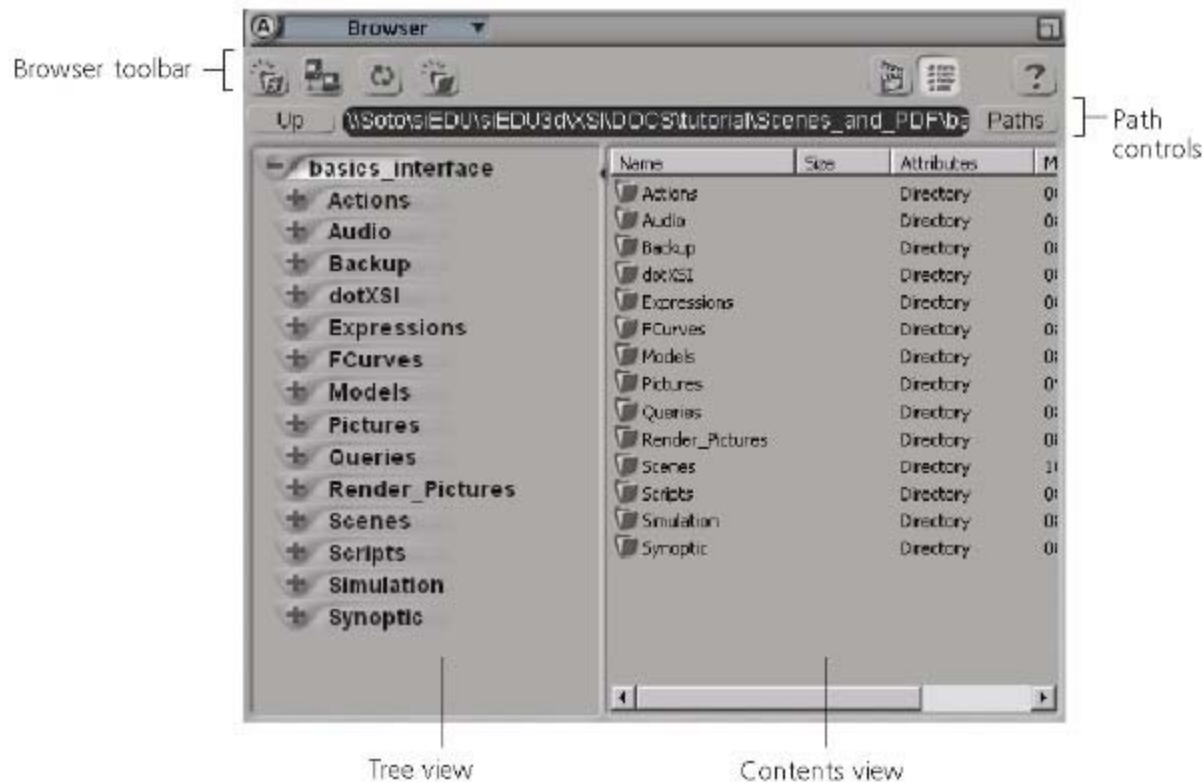 A Browser
Browser toolbar
?
Up \\Soto\siEDU\siEDU3d\XSI\DOCS\tutorial\Scenes_and_PDF\ba Paths
Path
controls
basics_interface
Actions
Audio
Backup
dotXSI
Expressions
FCurves
Models
Pictures
Queries
Render_Pictures
Scenes
Scripts
Simulation
Synoptic
Name Size Attributes M
Actions Directory
Audio Directory
Backup Directory
dotXSI Directory
Expressions Directory
FCurves Directory
Models Directory
Pictures Directory
Queries Directory
Render_Pictures Directory
Scenes Directory
Scripts Directory
Simulation Directory
Synoptic Directory
Tree view
Contents view